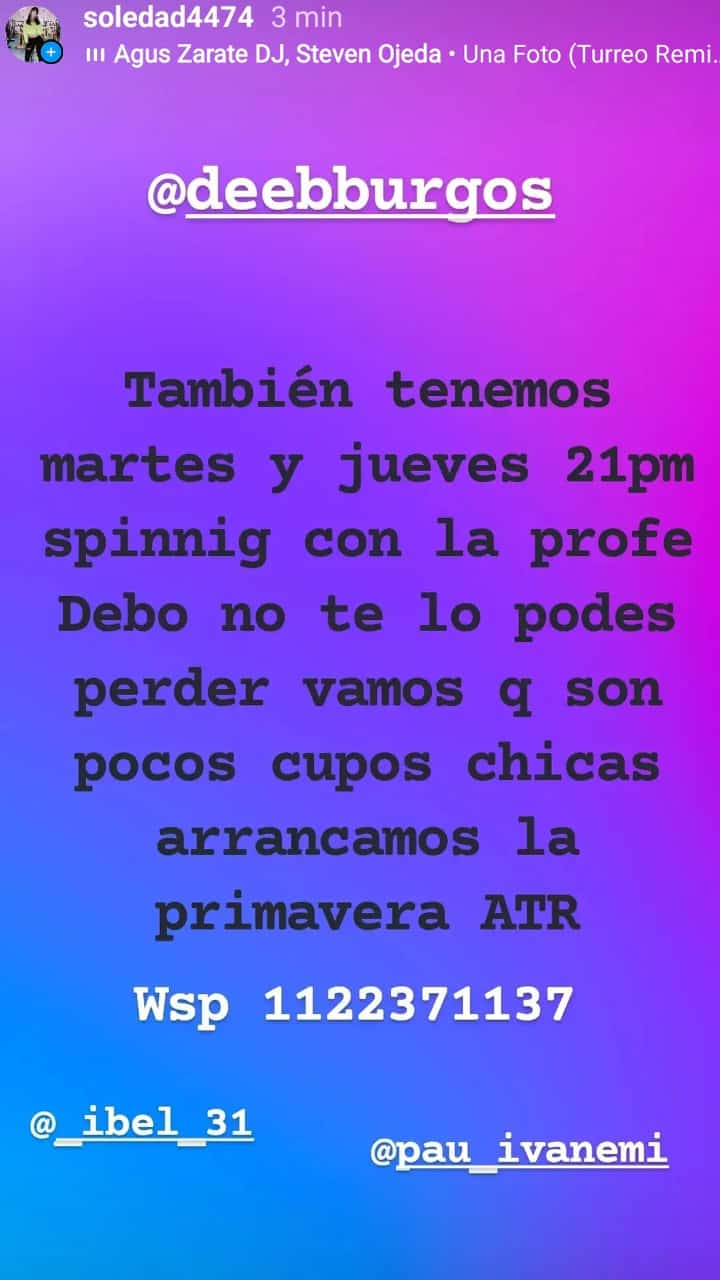 soledad4474 3 min
Agus Zarate DJ, Steven Ojeda • Una Foto (Turreo Remi..
@deebburgos
También tenemos
martes y jueves 21pm
spinnig con la profe
Debo no te lo podes
perder vamos q son
pocos cupos chicas
arrancamos la
primavera ATR
Wsp 1122371137
@_ibel_31
@pau_ivanemi